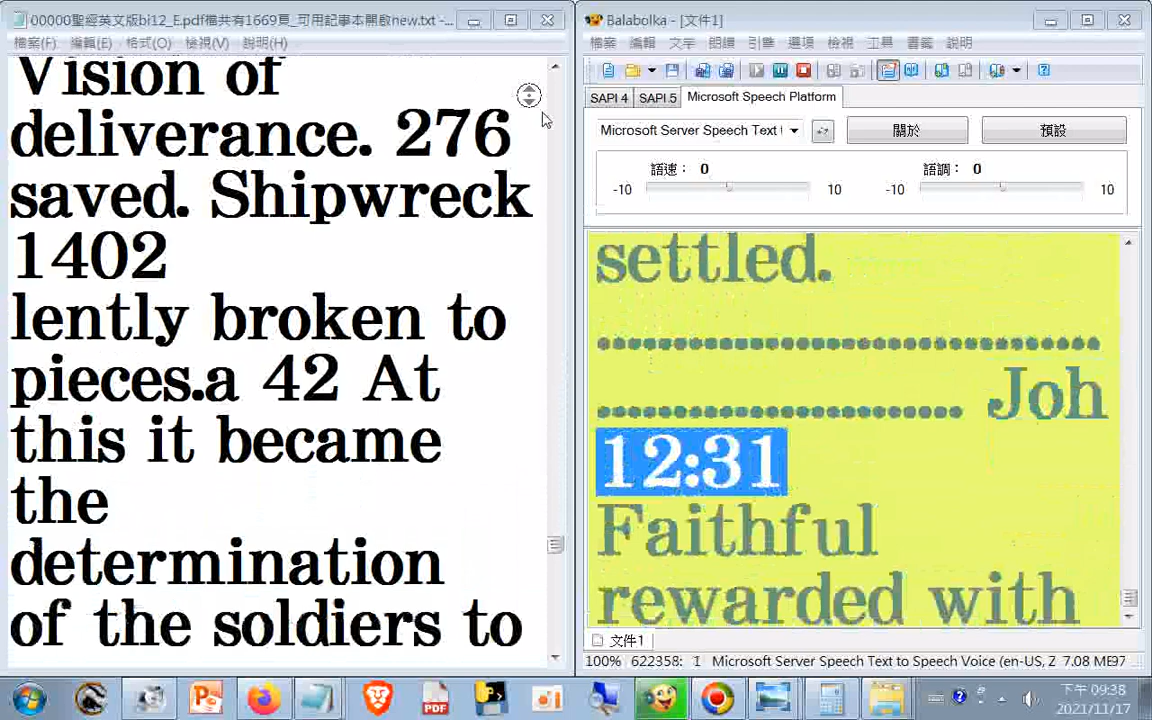 00000聖經英文版bi12_E.pdf檔共有1669頁_可用記事本開啟new.txt -...
檔案(F) 編輯(E) 格式(O) 檢視(V) 說明(H)
Vision of
deliverance. 276
saved. Shipwreck
1402
lently broken to
pieces.a 42 At
this it became
the
determination
of the soldiers to
Balabolka - [文件1]
檔案 編輯 文字 朗讀 引擎 選項 檢視 工具 書籤 說明
SAPI 4 SAPI 5 Microsoft Speech Platform
Microsoft Server Speech Text
關於 預設
語速： 0 語調： 0
-10 10 -10 10
settled.
.......................................
............................ Joh
12:31
Faithful
rewarded with
文件1
100% 622358: 1 Microsoft Server Speech Text to Speech Voice (en-US, Z 7.08 ME97
下午 09:38
2021/11/17